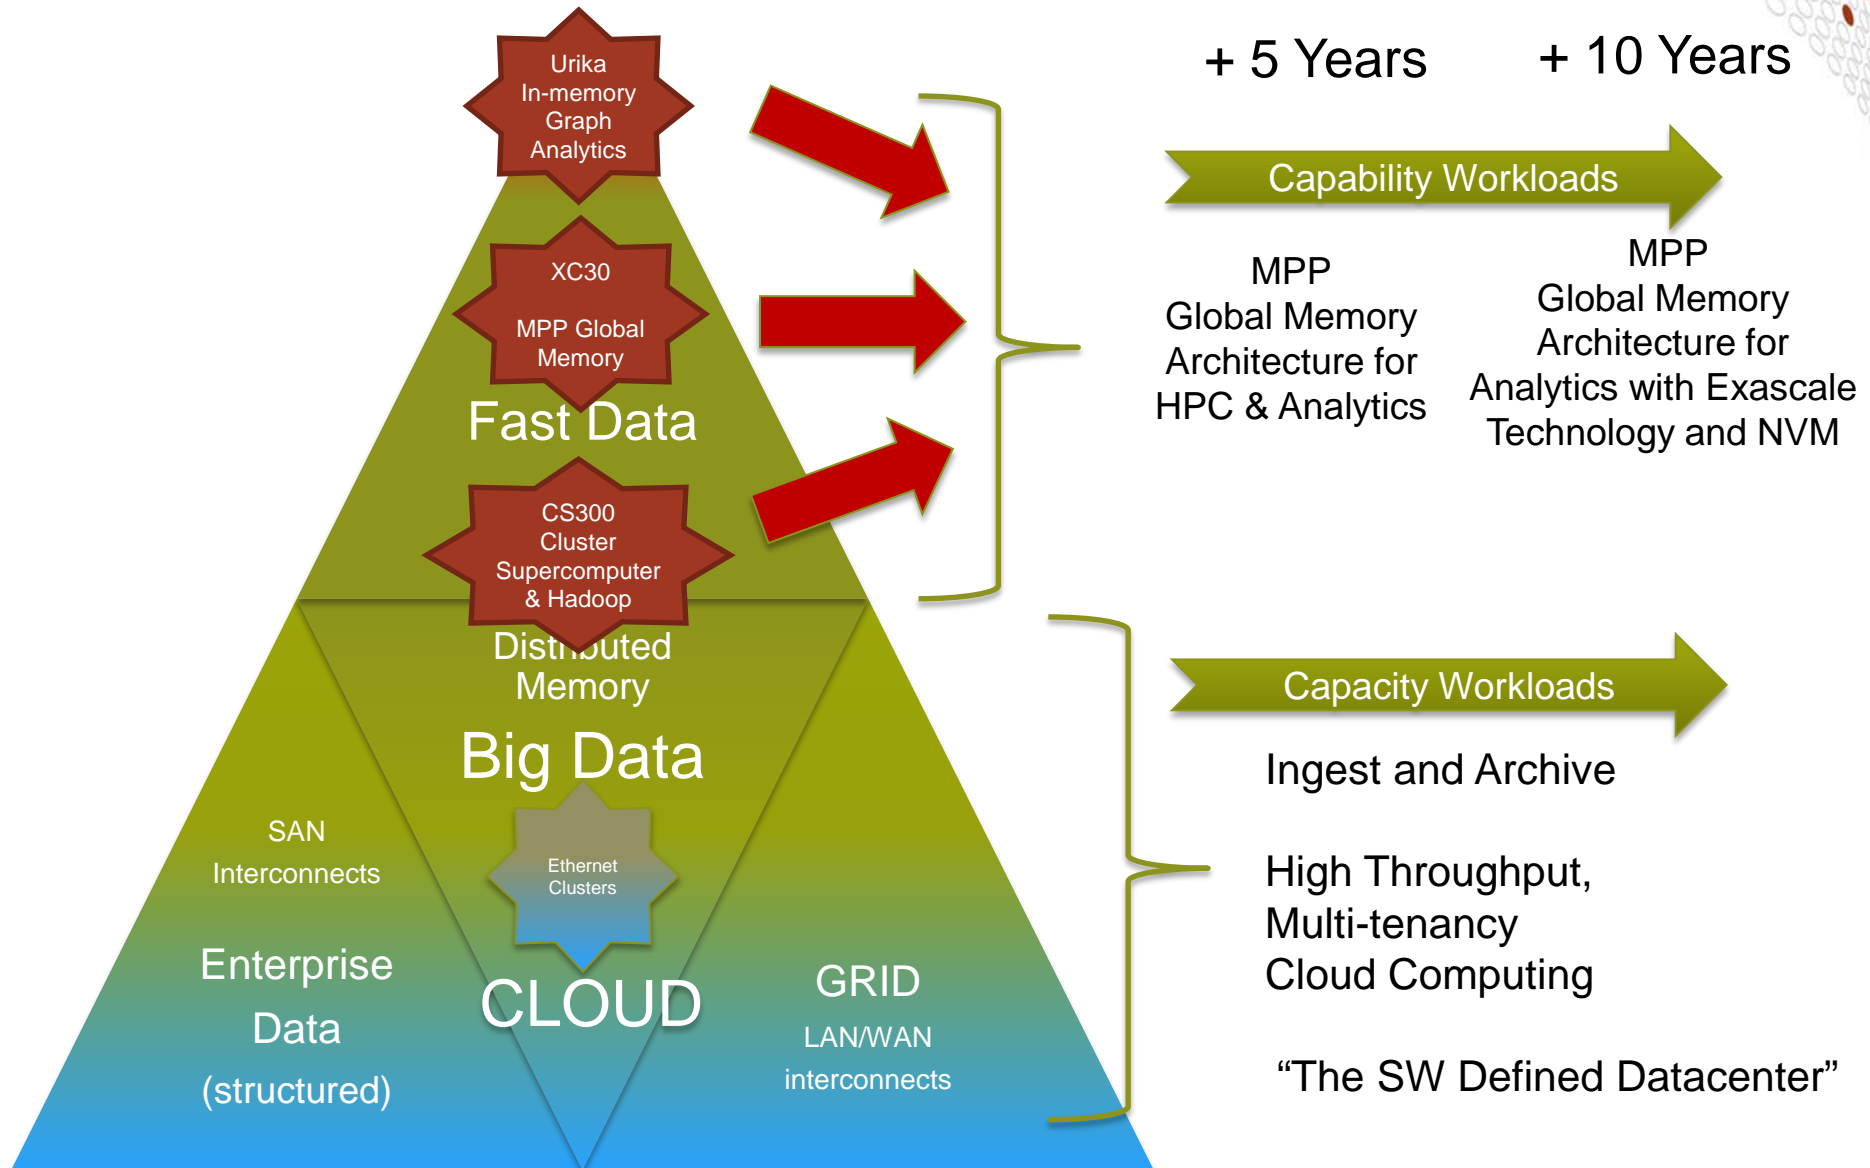 Urika
In-memory
Graph
Analytics
XC30
MPP Global
Memory
Fast Data
CS300
Cluster
Supercomputer
& Hadoop
Distributed
Memory
Big Data
Ethernet
Clusters
CLOUD
SAN
Interconnects
Enterprise
Data
(structured)
GRID
LAN/WAN
interconnects
+ 5 Years
+ 10 Years
Capability Workloads
MPP
Global Memory
Architecture for
HPC & Analytics
MPP
Global Memory
Architecture for
Analytics with Exascale
Technology and NVM
Capacity Workloads
Ingest and Archive
High Throughput,
Multi-tenancy
Cloud Computing
“The SW Defined Datacenter”